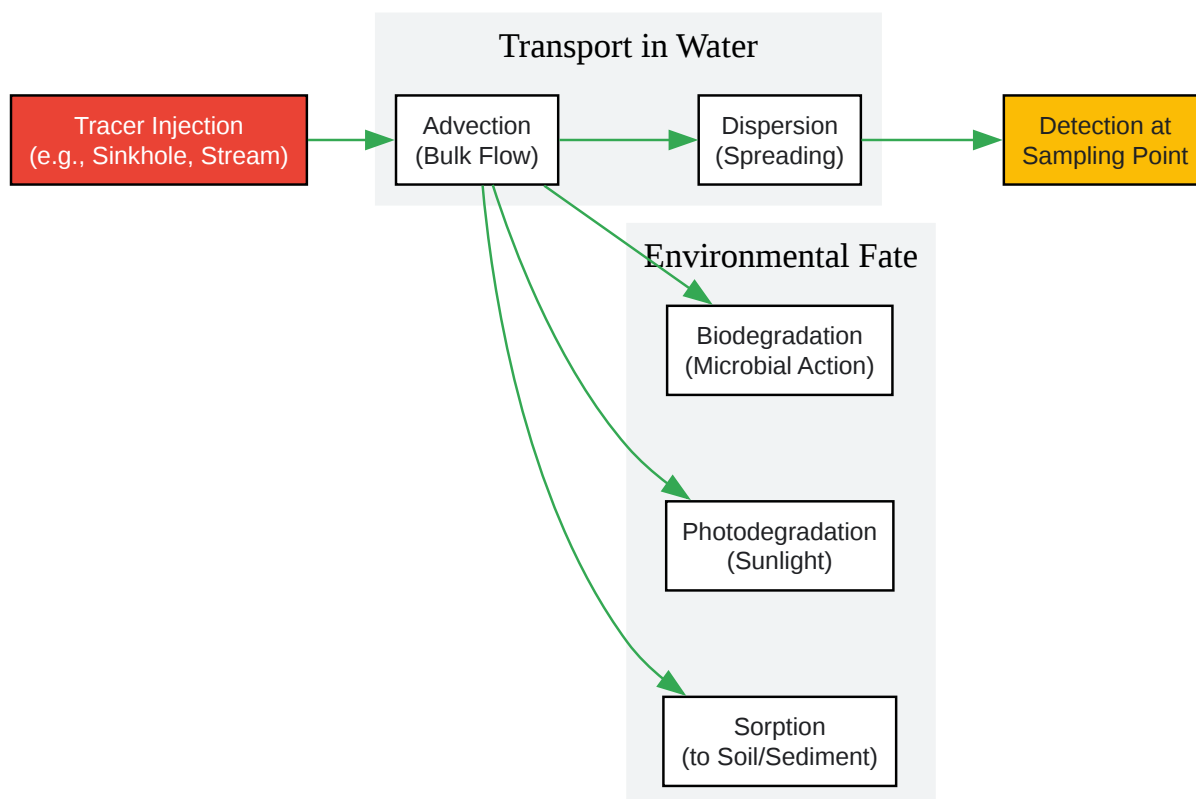 Transport in Water
Tracer Injection
(e.g., Sinkhole, Stream)
Advection
(Bulk Flow)
Dispersion
(Spreading)
Detection at
Sampling Point
Environmental Fate
Biodegradation
(Microbial Action)
Photodegradation
(Sunlight)
Sorption
(to Soil/Sediment)